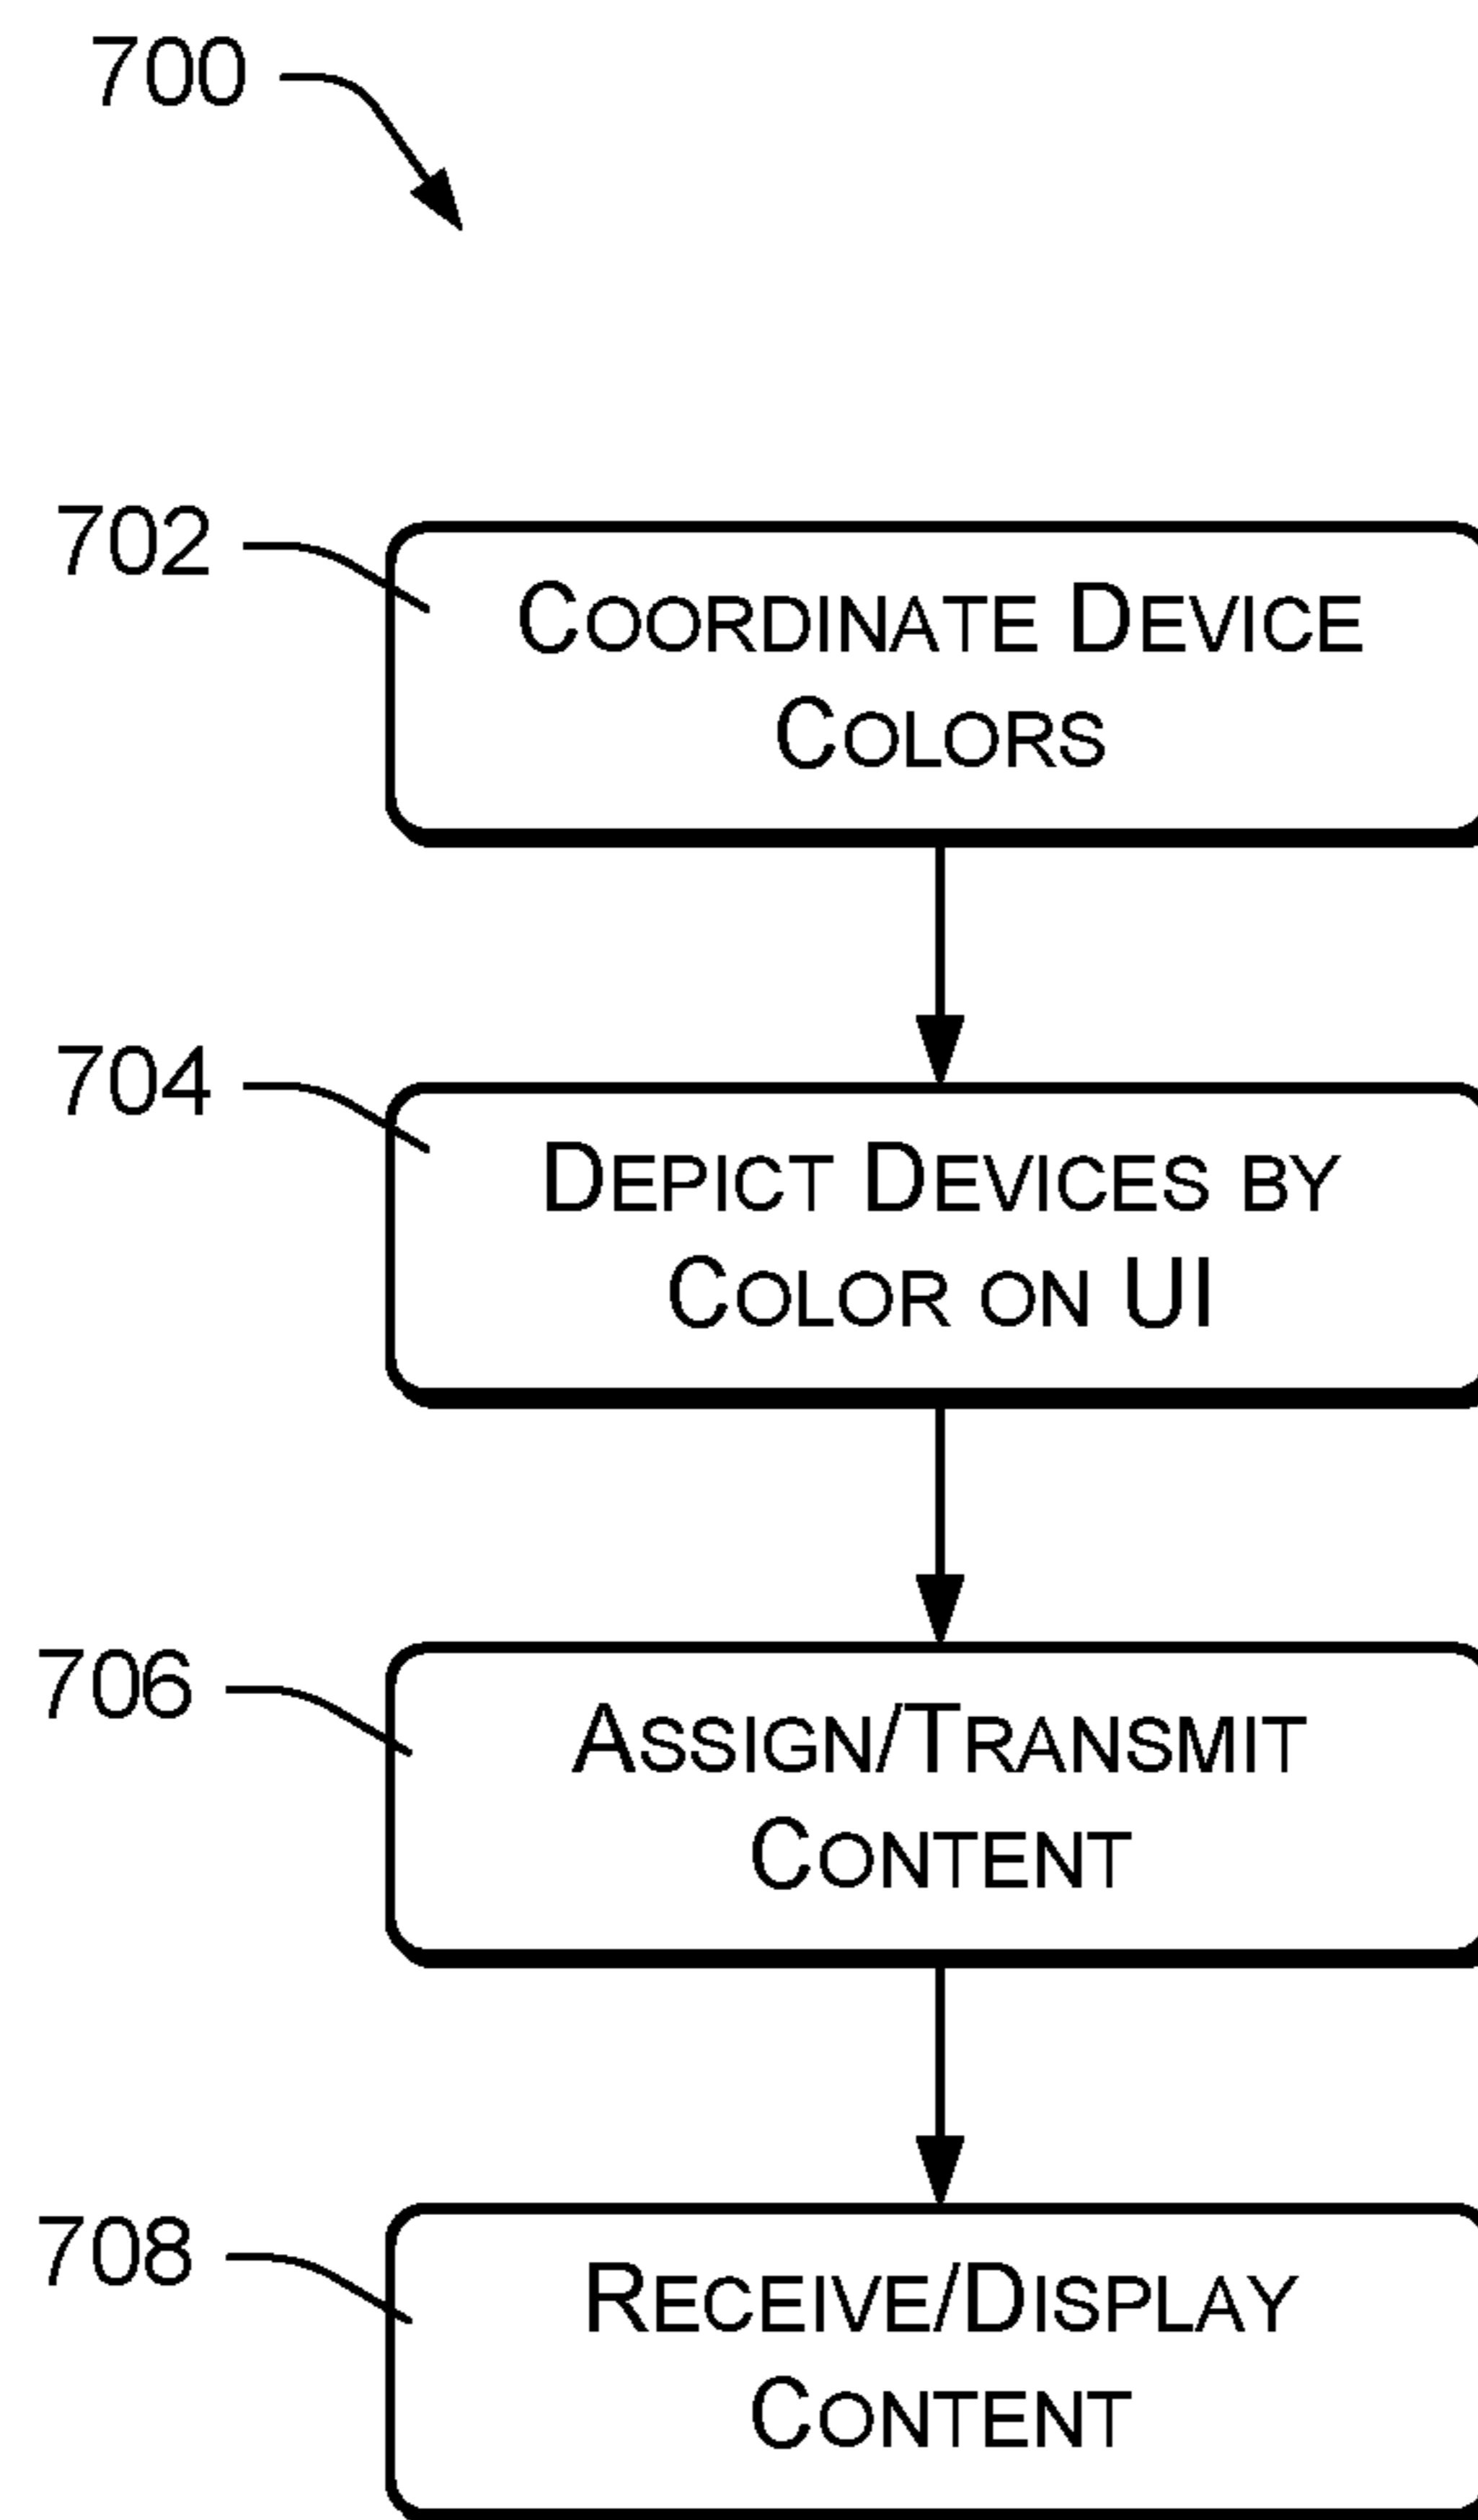 700
702
COORDINATE DEVICE
COLORS
704
DEPICT DEVICES BY
COLOR ON UI
706
ASSIGN/TRANSMIT
CONTENT
708
RECEIVE/DISPLAY
CONTENT